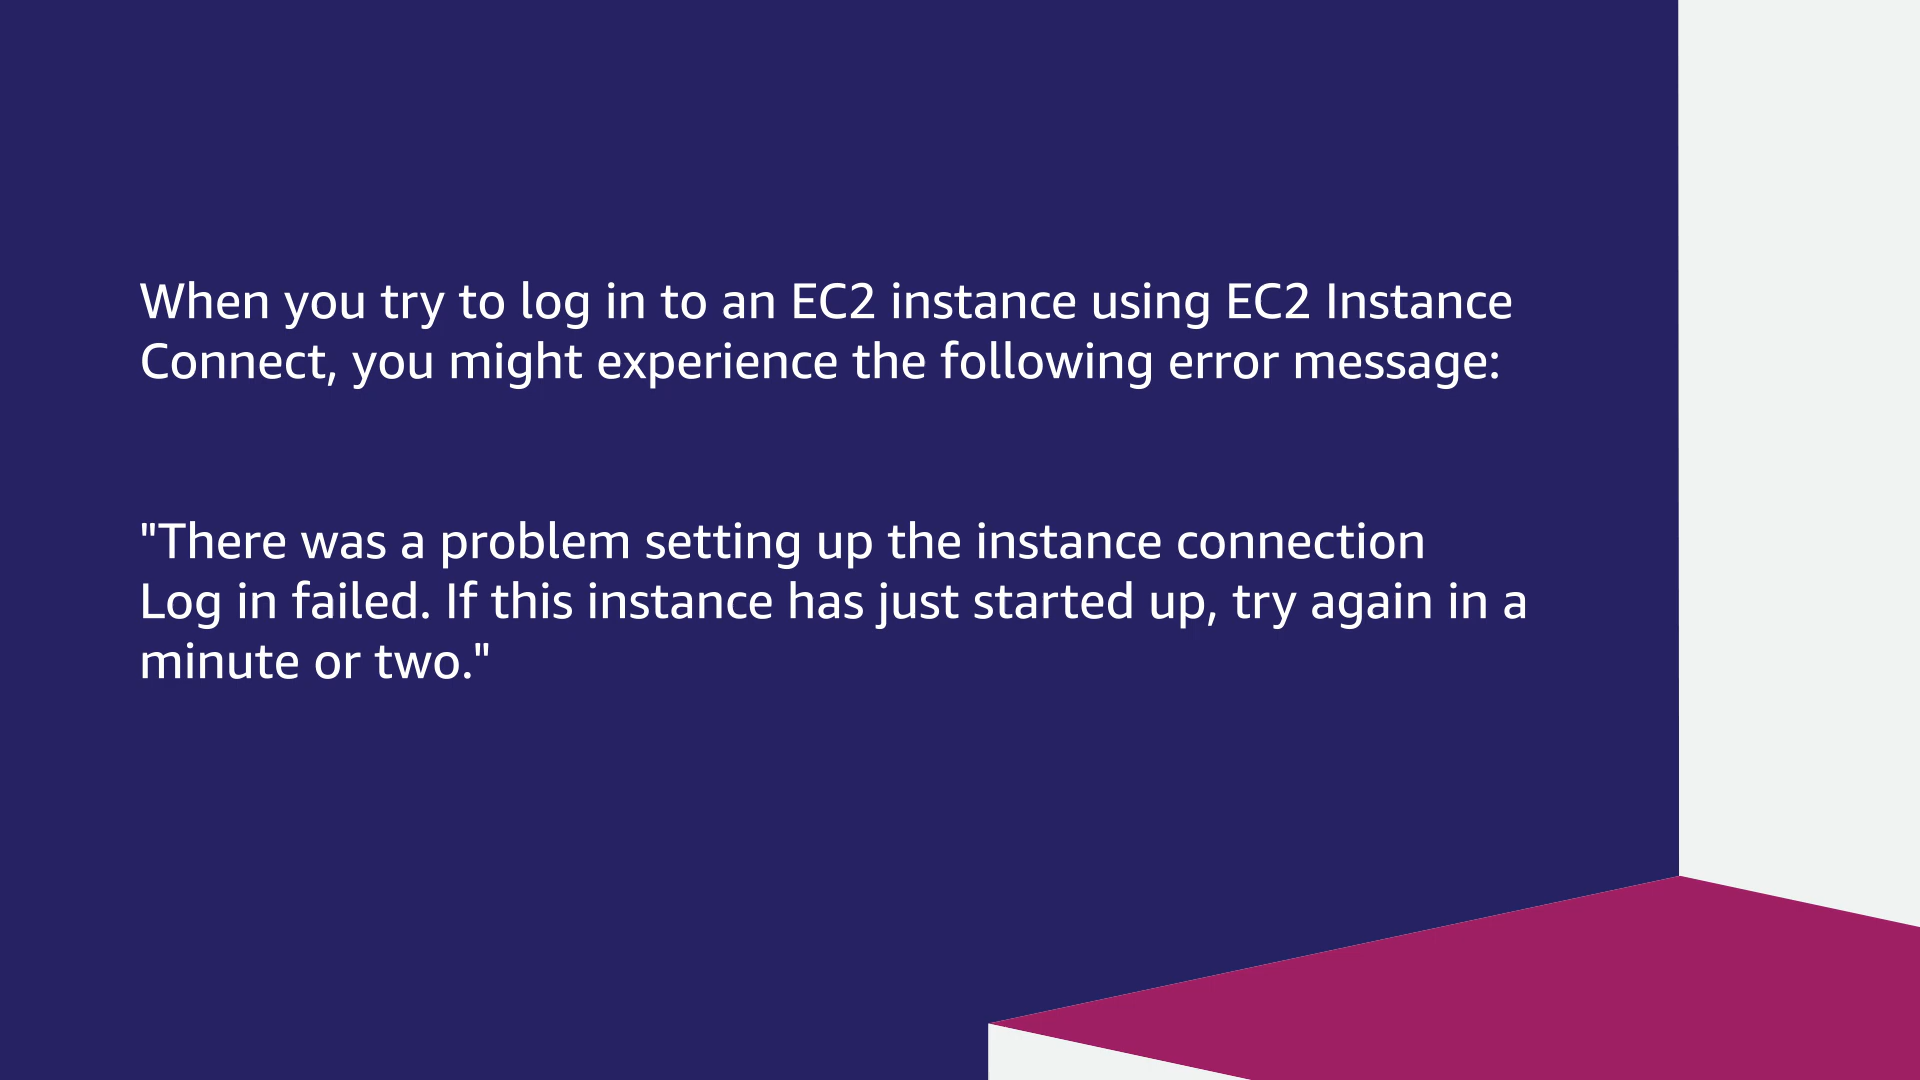 When you try to log in to an EC2 instance using EC2 Instance
Connect, you might experience the following error message:
"There was a problem setting up the instance connection
Log in failed. If this instance has just started up, try again in a
minute or two."